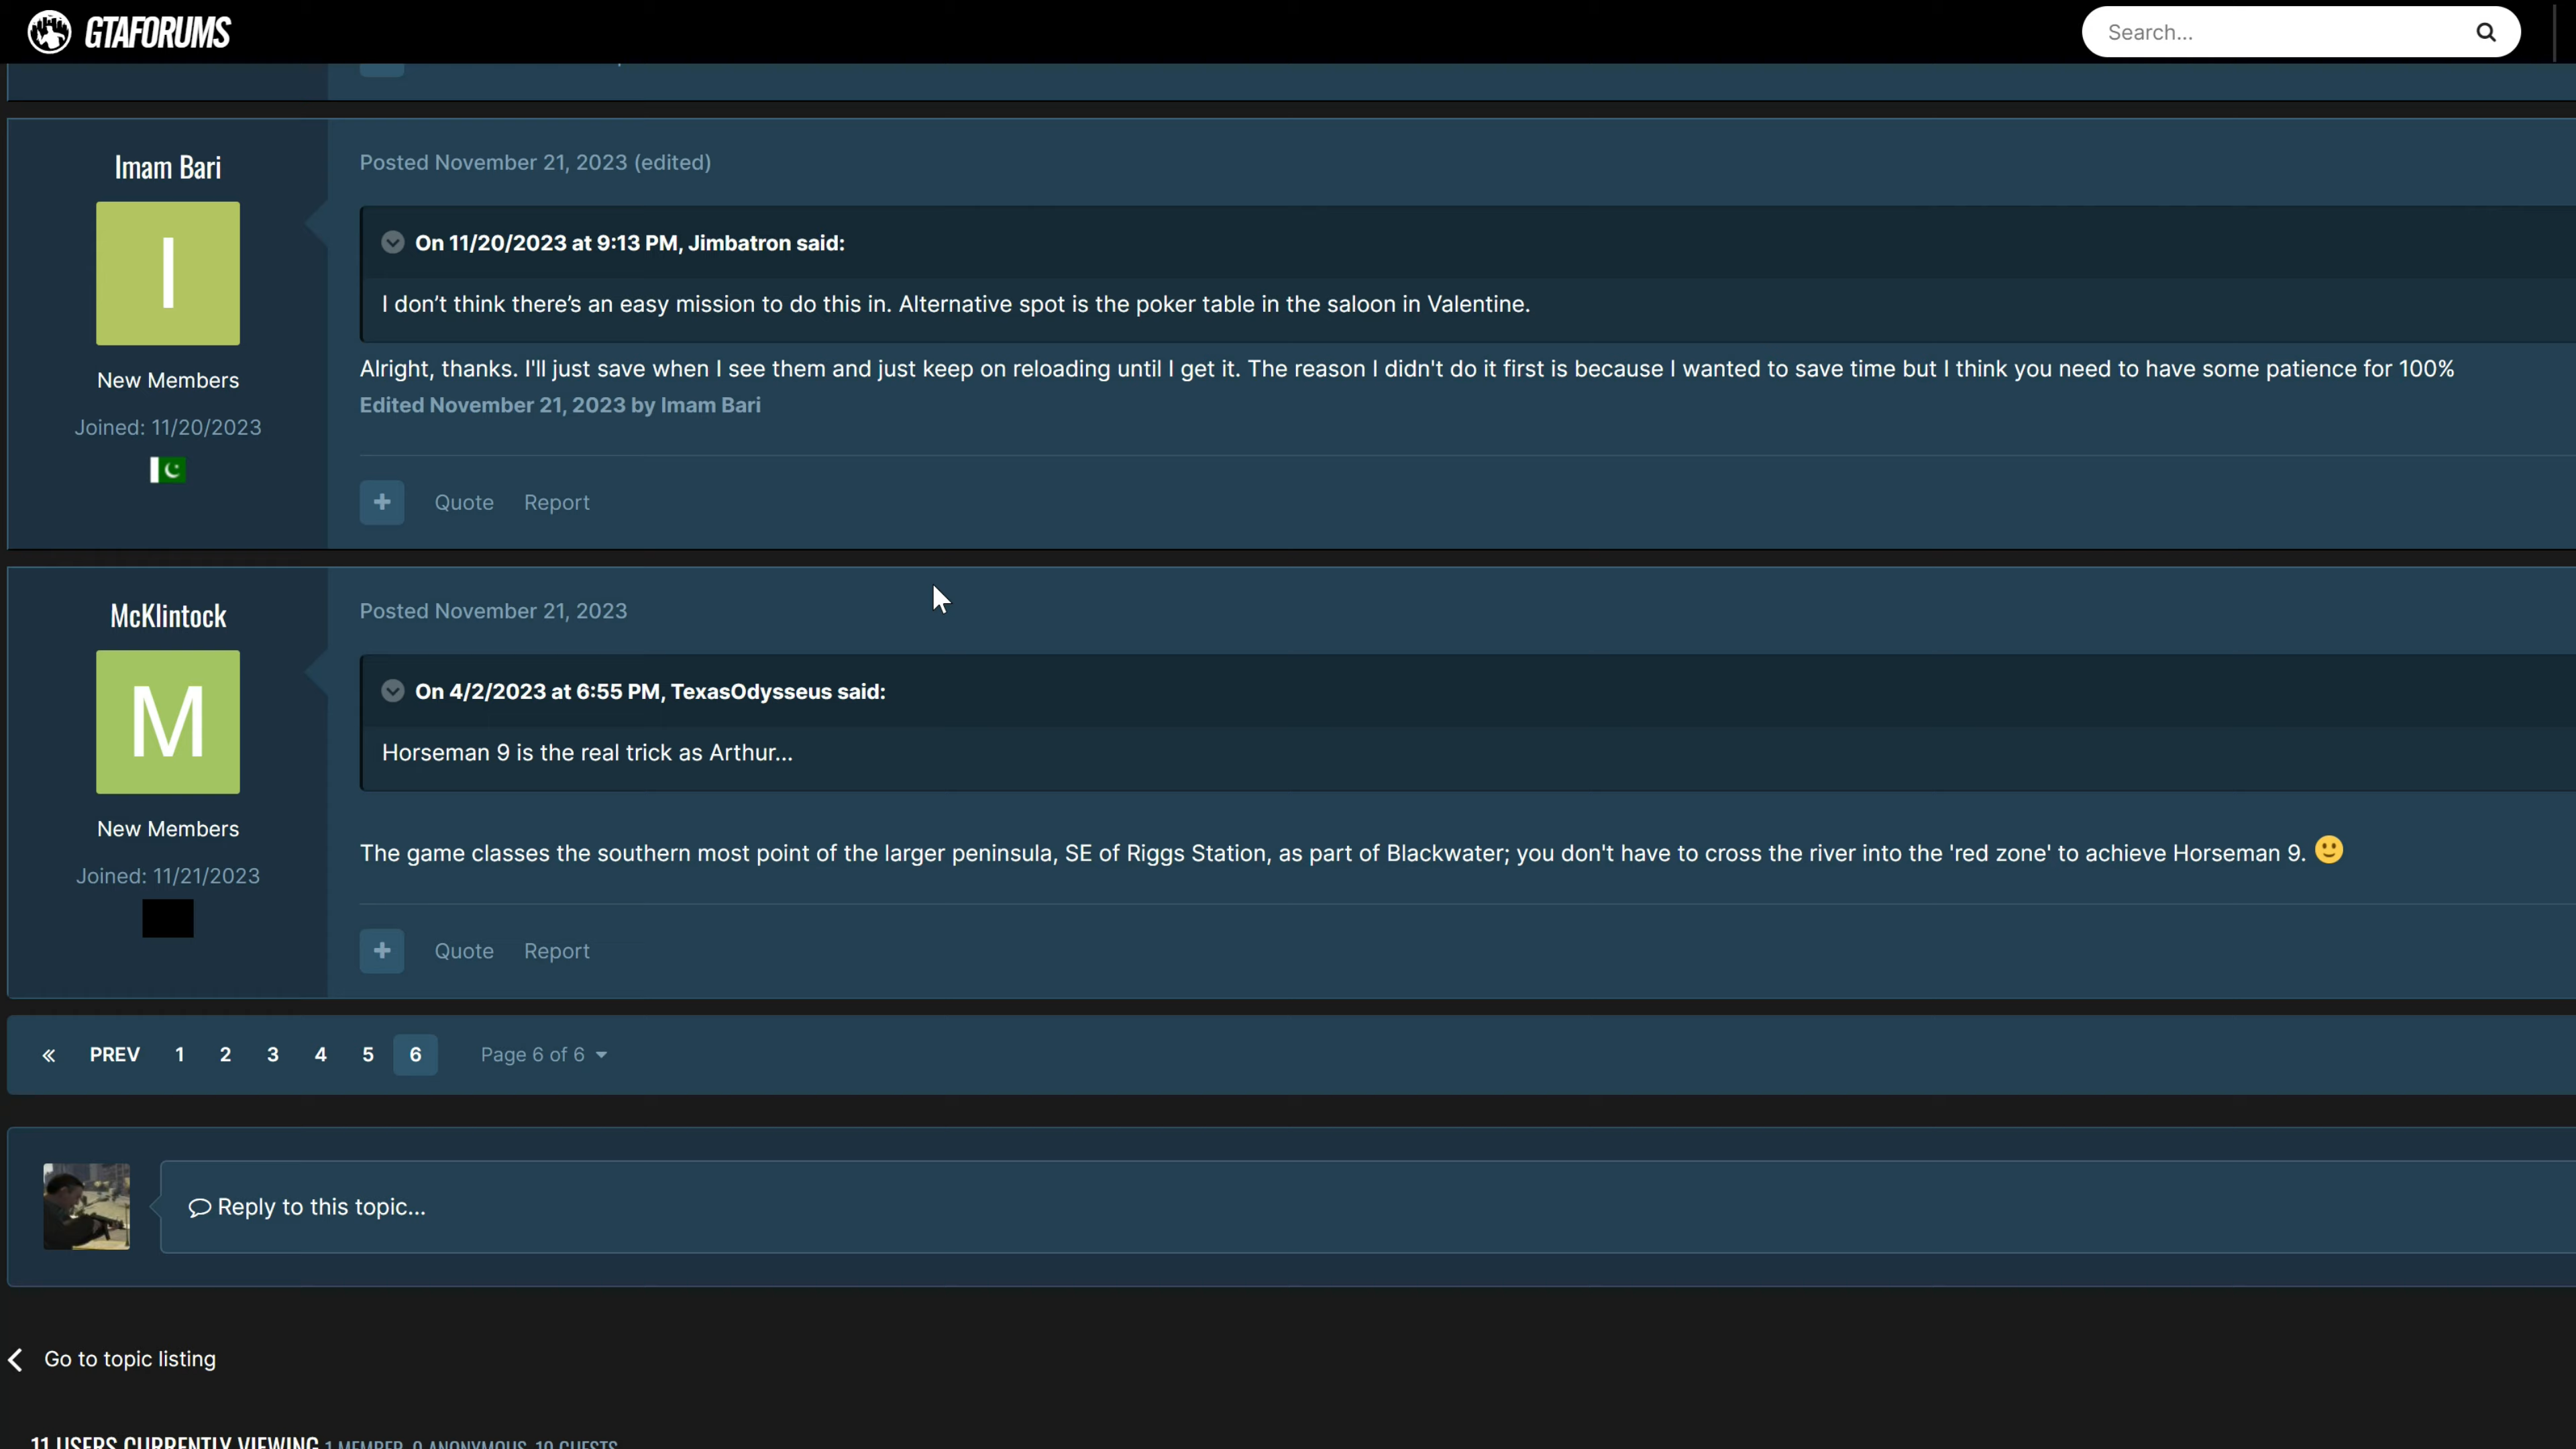 GTAFORUMS
Search...
Imam Bari
I
New Members
Joined: 11/20/2023
Posted November 21, 2023 (edited)
On 11/20/2023 at 9:13 PM, Jimbatron said:
I don't think there's an easy mission to do this in. Alternative spot is the poker table in the saloon in Valentine.
Alright, thanks. I'll just save when I see them and just keep on reloading until I get it. The reason I didn't do it first is because I wanted to save time but I think you need to have some patience for 100%
Edited November 21, 2023 by Imam Bari
+ Quote Report
McKlintock
M
New Members
Joined: 11/21/2023
Posted November 21, 2023
On 4/2/2023 at 6:55 PM, TexasOdysseus said:
Horseman 9 is the real trick as Arthur...
The game classes the southern most point of the larger peninsula, SE of Riggs Station, as part of Blackwater; you don't have to cross the river into the 'red zone' to achieve Horseman 9. 🙂
+ Quote Report
« PREV 1 2 3 4 5 6 Page 6 of 6
Reply to this topic...
Go to topic listing
11 USERS CURRENTLY VIEWING 1 MEMBER, 0 ANONYMOUS, 10 GUESTS